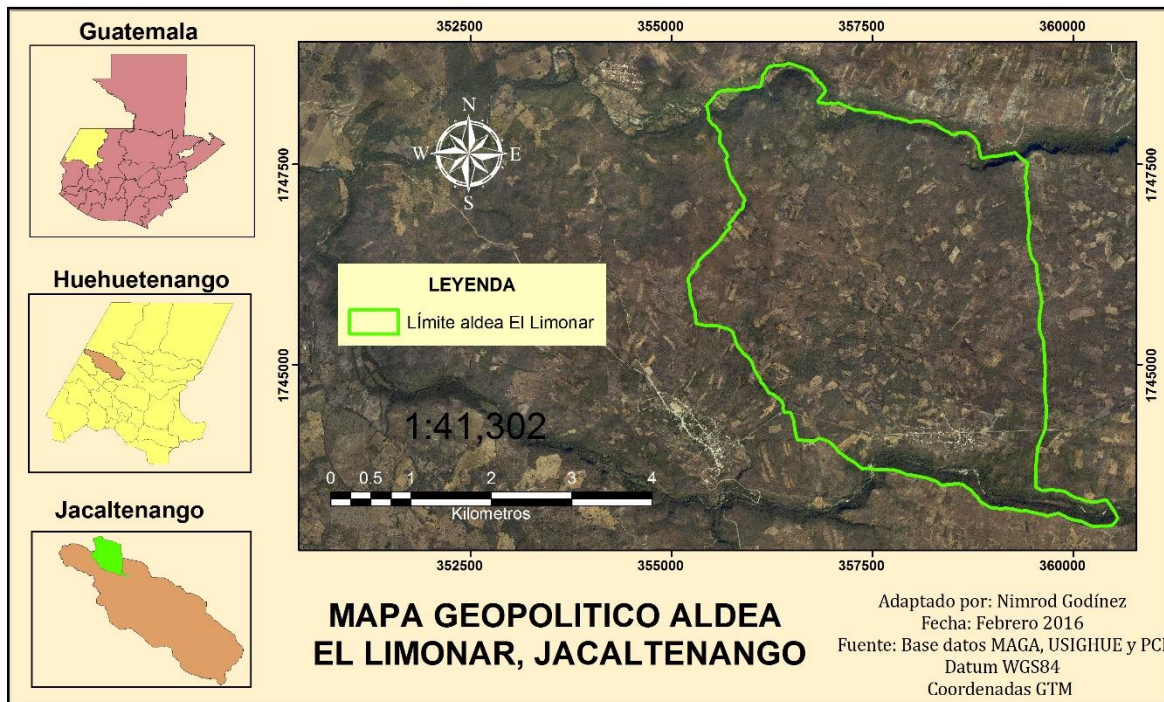 Guatemala
Huehuetenango
Jacaltenango
352500
355000
357500
360000
1747500
1745000
N
W
E
S
LEYENDA
LÍmite aldea El Limonar
1:41,302
0 0.5 1 2 3 4
Kilometros
1747500
1745000
352500
355000
357500
360000
MAPA GEOPOLITICO ALDEA
EL LIMONAR, JACALTENANGO
Adaptado por: Nimrod Godínez
Fecha: Febrero 2016
Fuente: Base datos MAGA, USIGHUE y PCI
Datum WGS84
Coordenadas GTM